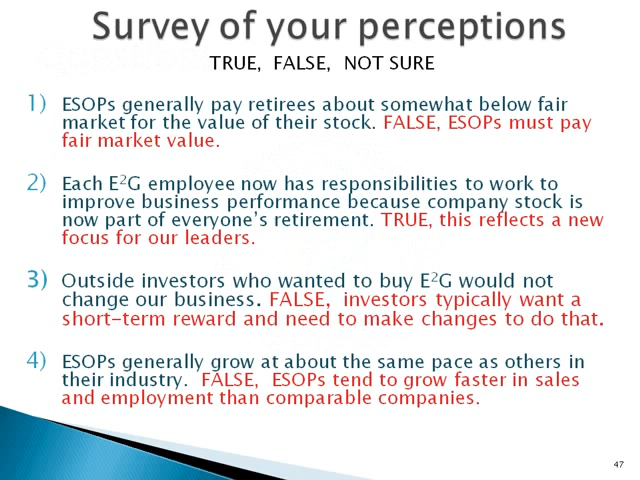 Survey of your perceptions
TRUE, FALSE, NOT SURE
1) ESOPs generally pay retirees about somewhat below fair
market for the value of their stock. FALSE, ESOPs must pay
fair market value.
2) Each E²G employee now has responsibilities to work to
improve business performance because company stock is
now part of everyone's retirement. TRUE, this reflects a new
focus for our leaders.
3) Outside investors who wanted to buy E²G would not
change our business. FALSE, investors typically want a
short-term reward and need to make changes to do that.
4) ESOPs generally grow at about the same pace as others in
their industry. FALSE, ESOPs tend to grow faster in sales
and employment than comparable companies.
47